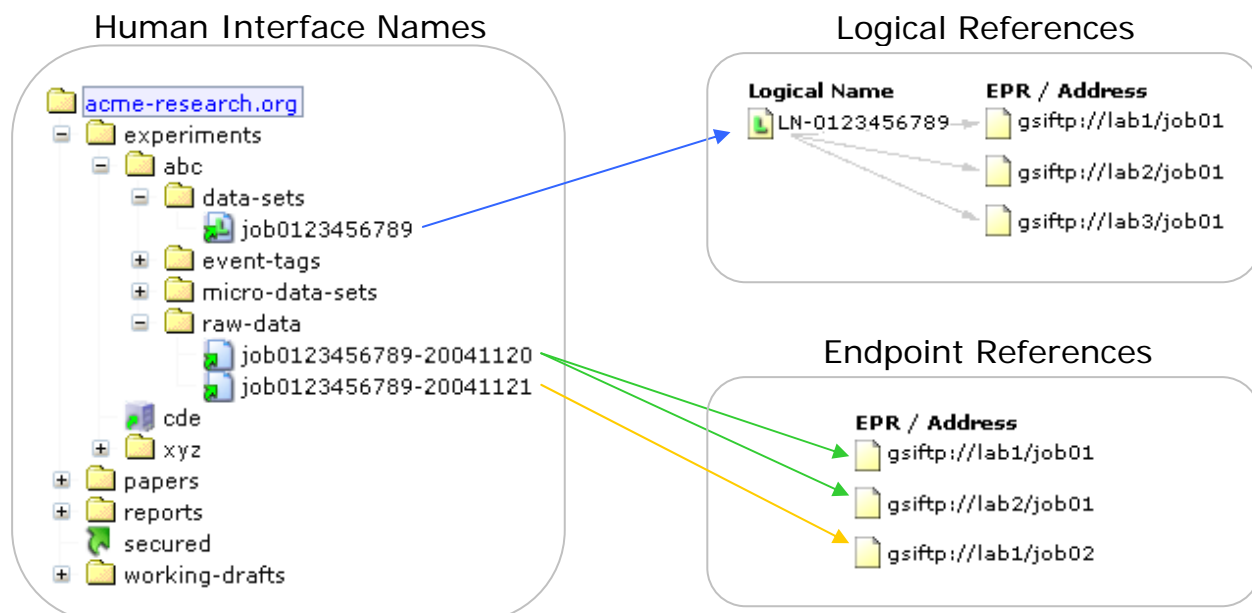 Human Interface Names
acme-research.org
experiments
abc
data-sets
job0123456789
event-tags
micro-data-sets
raw-data
job0123456789-20041120
job0123456789-20041121
cde
xyz
papers
reports
secured
working-drafts
Logical References
Logical Name EPR / Address
LN-0123456789 gsiftp://lab1/job01
gsiftp://lab2/job01
gsiftp://lab3/job01
Endpoint References
EPR / Address
gsiftp://lab1/job01
gsiftp://lab2/job01
gsiftp://lab1/job02